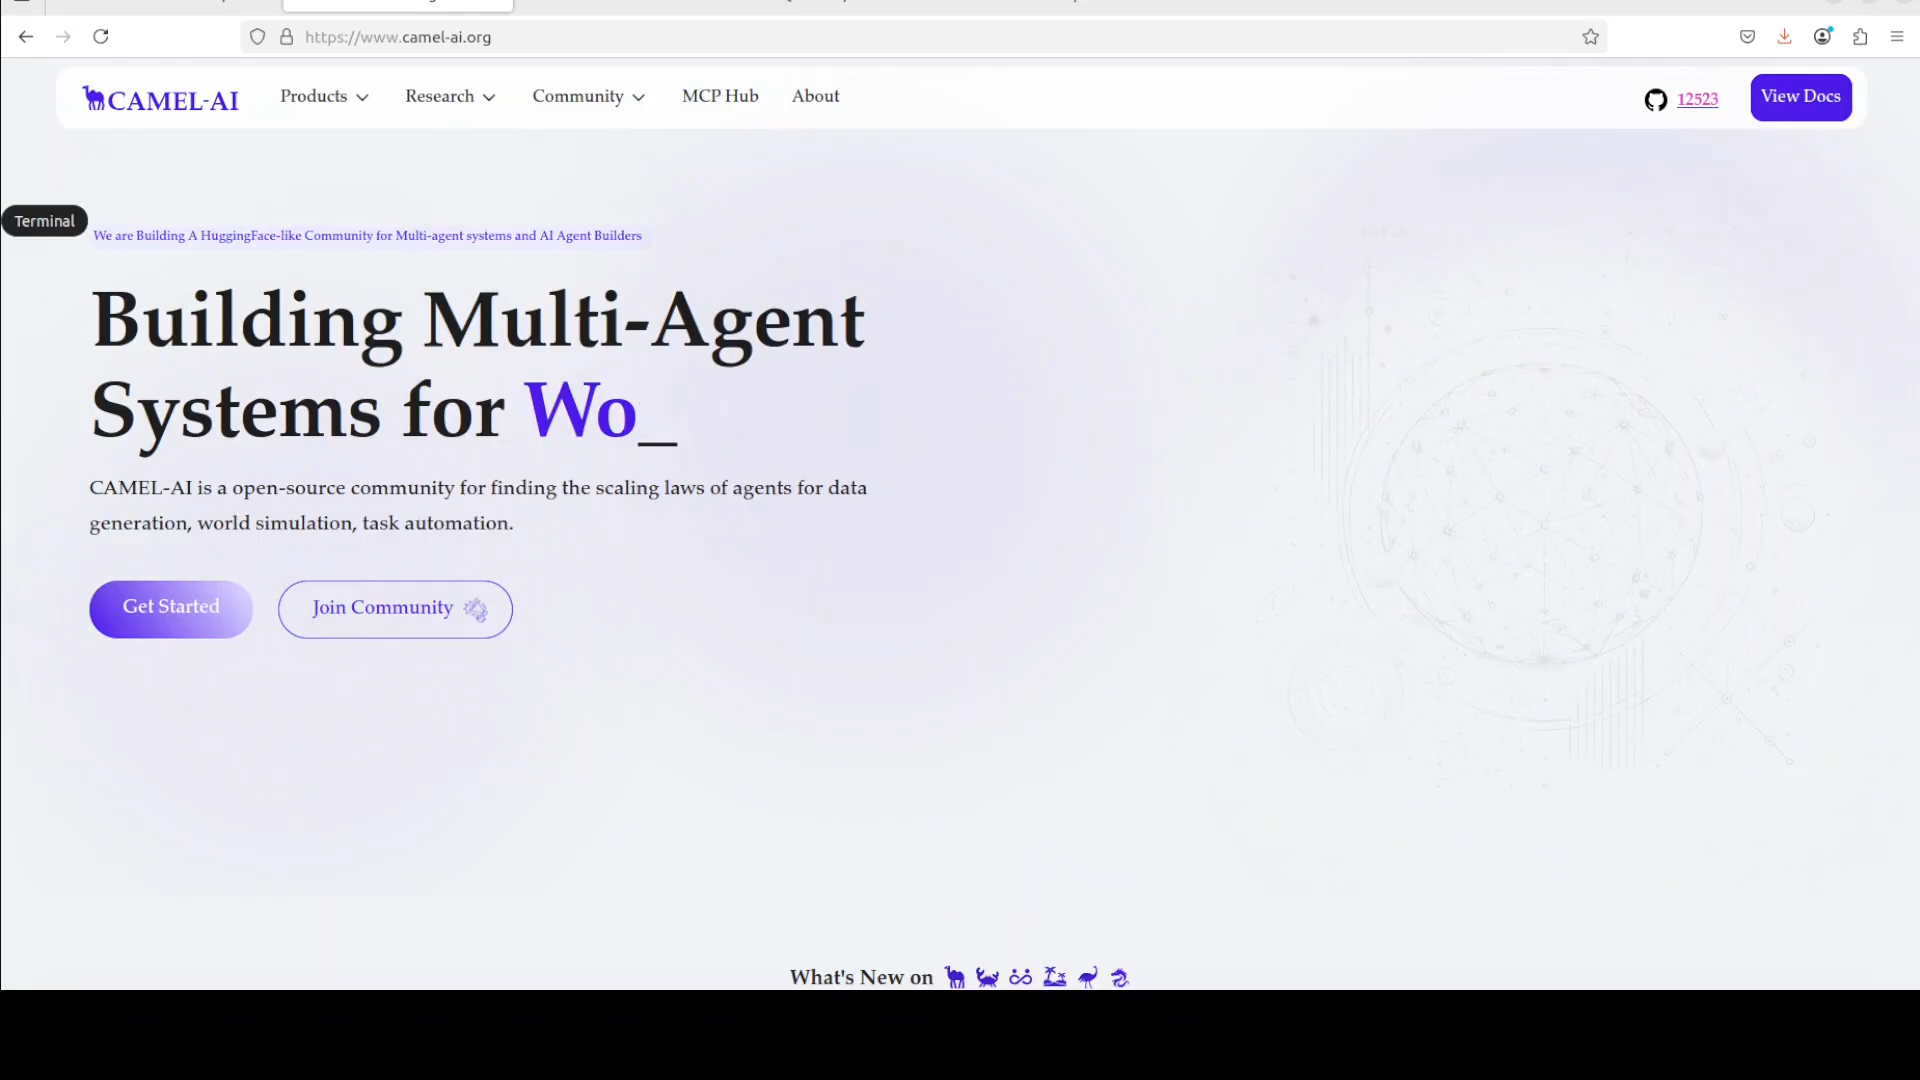 https://www.camel-ai.org
CAMEL-AI
Products
Research
Community
MCP Hub
About
12523
View Docs
Terminal
We are Building A HuggingFace-like Community for Multi-agent systems and AI Agent Builders
Building Multi-Agent
Systems for Wo_
CAMEL-AI is a open-source community for finding the scaling laws of agents for data
generation, world simulation, task automation.
Get Started
Join Community
What's New on